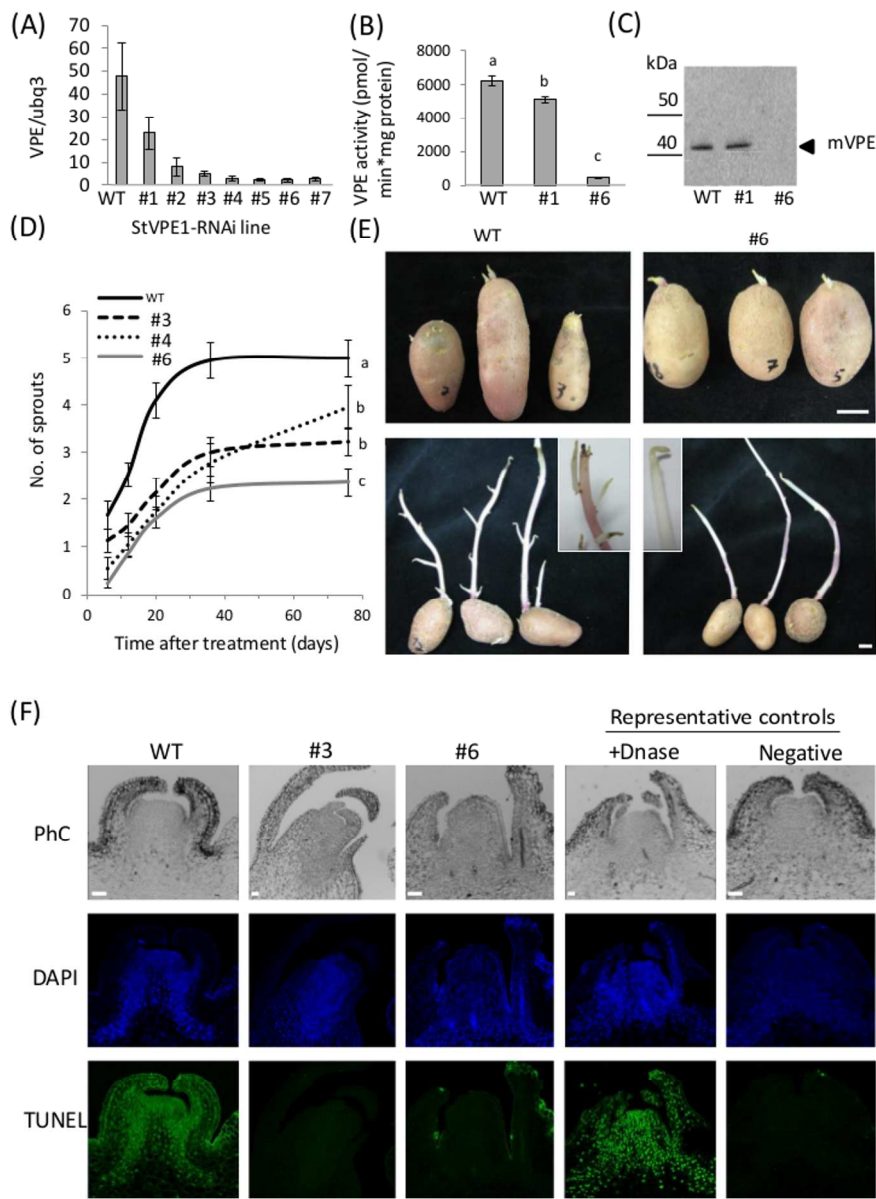 (A)
VPE/ubq3
70
60
50
40
30
20
10
0
WT #1 #2 #3 #4 #5 #6 #7
StVPE1-RNAi line
(B)
VPE activity (pmol/
min*mg protein)
8000
6000
4000
2000
0
a
b
c
WT #1 #6
(C)
kDa
50
40
mVPE
WT #1 #6
(D)
No. of sprouts
6
5
4
3
2
1
0
WT
#3
#4
#6
a
b
b
c
0 20 40 60 80
Time after treatment (days)
(E)
WT #6
7
3
7
5
(F)
Representative controls
WT #3 #6 +Dnase Negative
PhC
DAPI
TUNEL